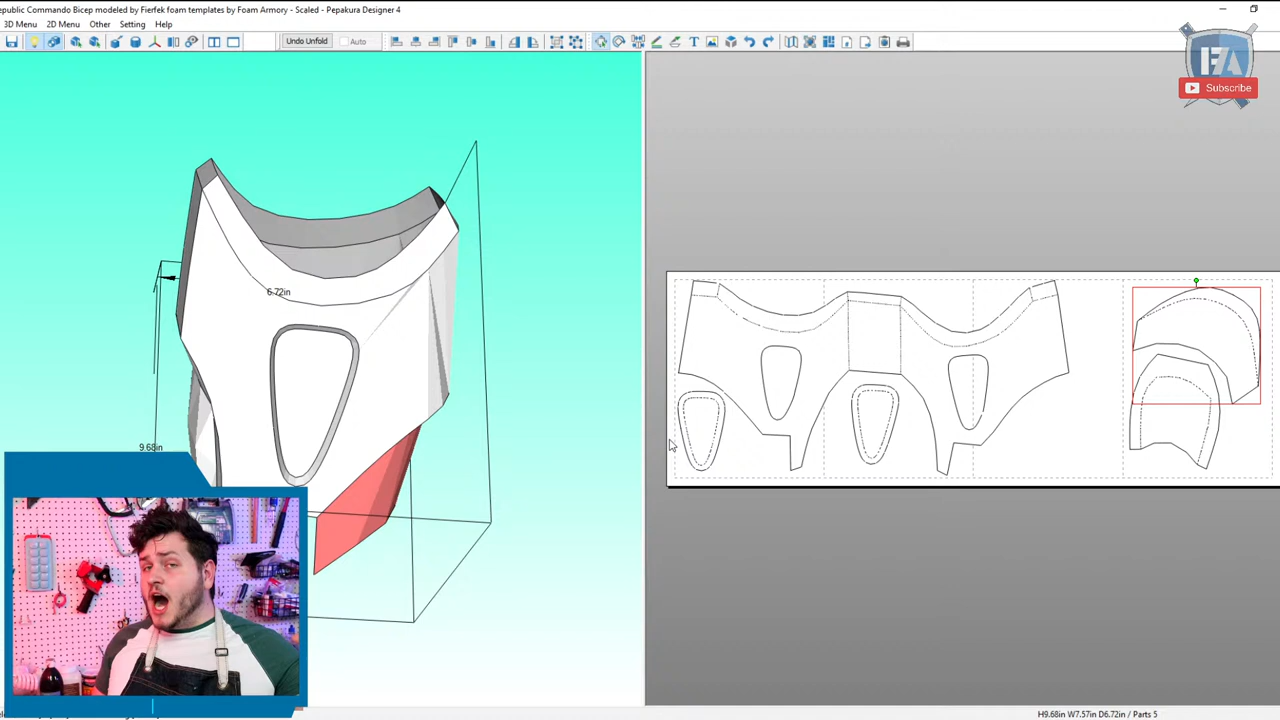 epublic Commando Bicep modeled by Fierfek foam templates by Foam Armory - Scaled - Pepakura Designer 4
3D Menu 2D Menu Other Setting Help
Undo Unfold Auto
FA
Subscribe
6.72in
9.68in
H9.68in W7.57in D6.72in / Parts 5